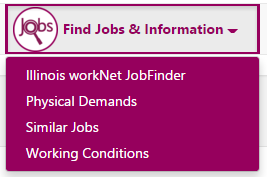 Jobs Find Jobs & Information
Illinois workNet JobFinder
Physical Demands
Similar Jobs
Working Conditions